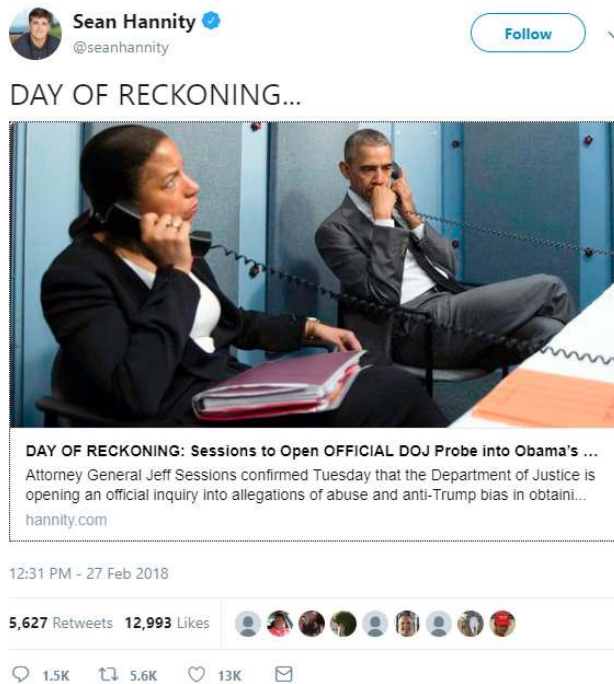 Sean Hannity
@seanhannity
Follow
DAY OF RECKONING...
DAY OF RECKONING: Sessions to Open OFFICIAL DOJ Probe into Obama's ...
Attorney General Jeff Sessions confirmed Tuesday that the Department of Justice is
opening an official inquiry into allegations of abuse and anti-Trump bias in obtaini...
hannity.com
12:31 PM - 27 Feb 2018
5,627 Retweets 12,993 Likes
1.5K 5.6K 13K